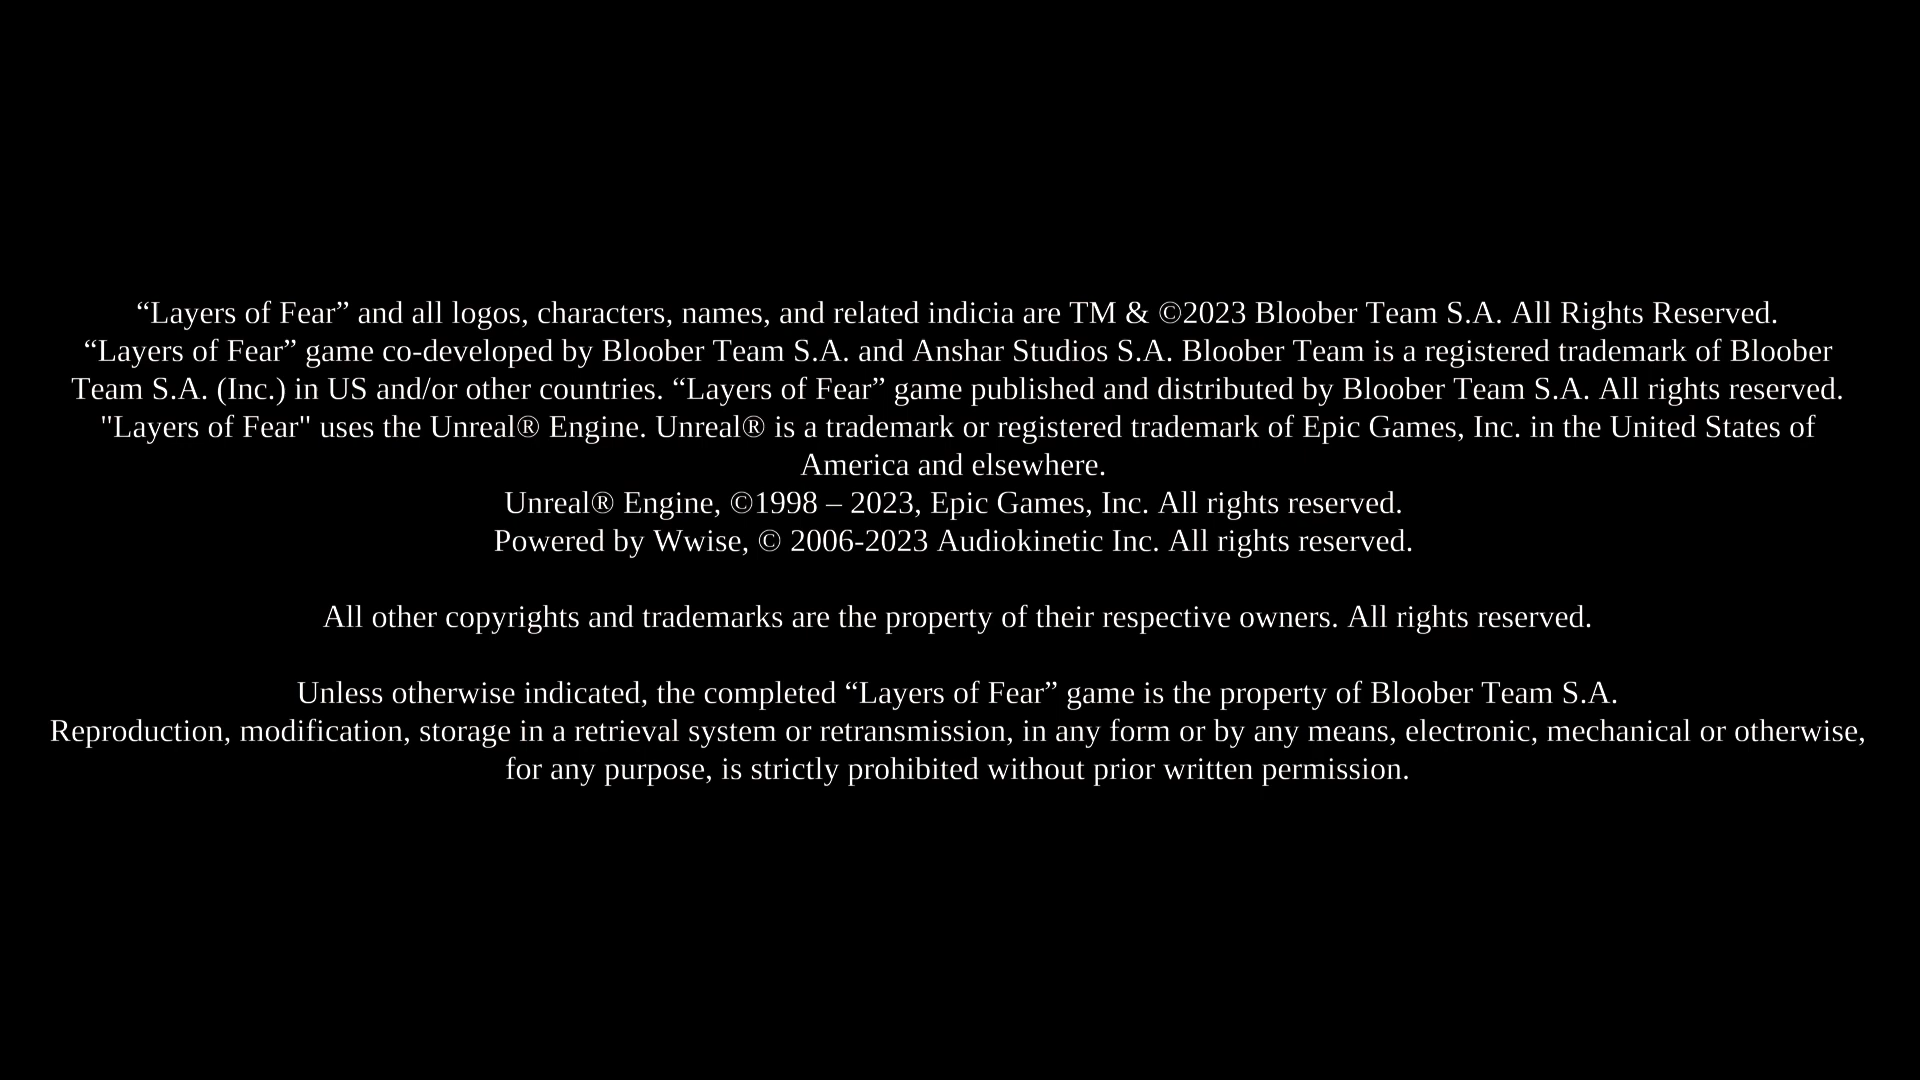 “Layers of Fear” and all logos, characters, names, and related indicia are TM & ©2023 Bloober Team S.A. All Rights Reserved.
“Layers of Fear” game co-developed by Bloober Team S.A. and Anshar Studios S.A. Bloober Team is a registered trademark of Bloober
Team S.A. (Inc.) in US and/or other countries. “Layers of Fear” game published and distributed by Bloober Team S.A. All rights reserved.
"Layers of Fear" uses the Unreal® Engine. Unreal® is a trademark or registered trademark of Epic Games, Inc. in the United States of
America and elsewhere.
Unreal® Engine, ©1998 – 2023, Epic Games, Inc. All rights reserved.
Powered by Wwise, © 2006-2023 Audiokinetic Inc. All rights reserved.
All other copyrights and trademarks are the property of their respective owners. All rights reserved.
Unless otherwise indicated, the completed “Layers of Fear” game is the property of Bloober Team S.A.
Reproduction, modification, storage in a retrieval system or retransmission, in any form or by any means, electronic, mechanical or otherwise,
for any purpose, is strictly prohibited without prior written permission.